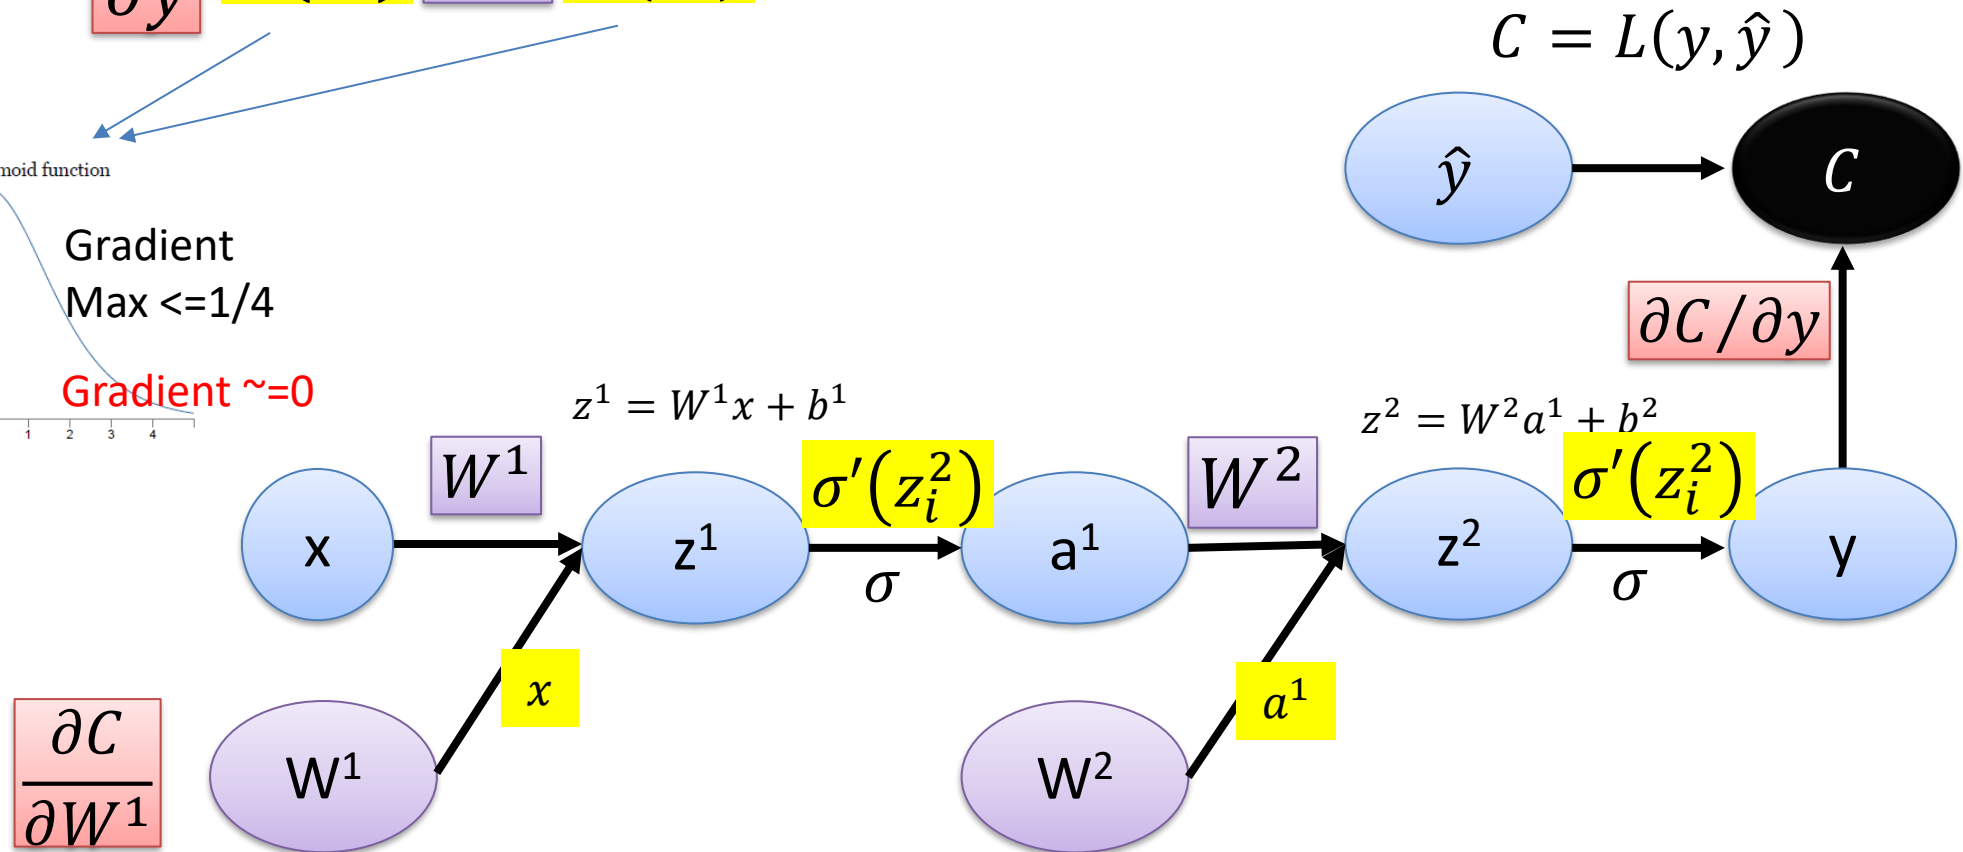 ∂y
C = L(y, ŷ)
ŷ
C
moid function
Gradient
Max <=1/4
∂C/∂y
Gradient ~=0
1 2 3 4
z¹ = W¹x + b¹
z² = W²a¹ + b²
W¹
σ′(z²ᵢ)
W²
σ′(z²ᵢ)
x
z¹
a¹
z²
y
σ
σ
x
a¹
∂C
∂W¹
W¹
W²